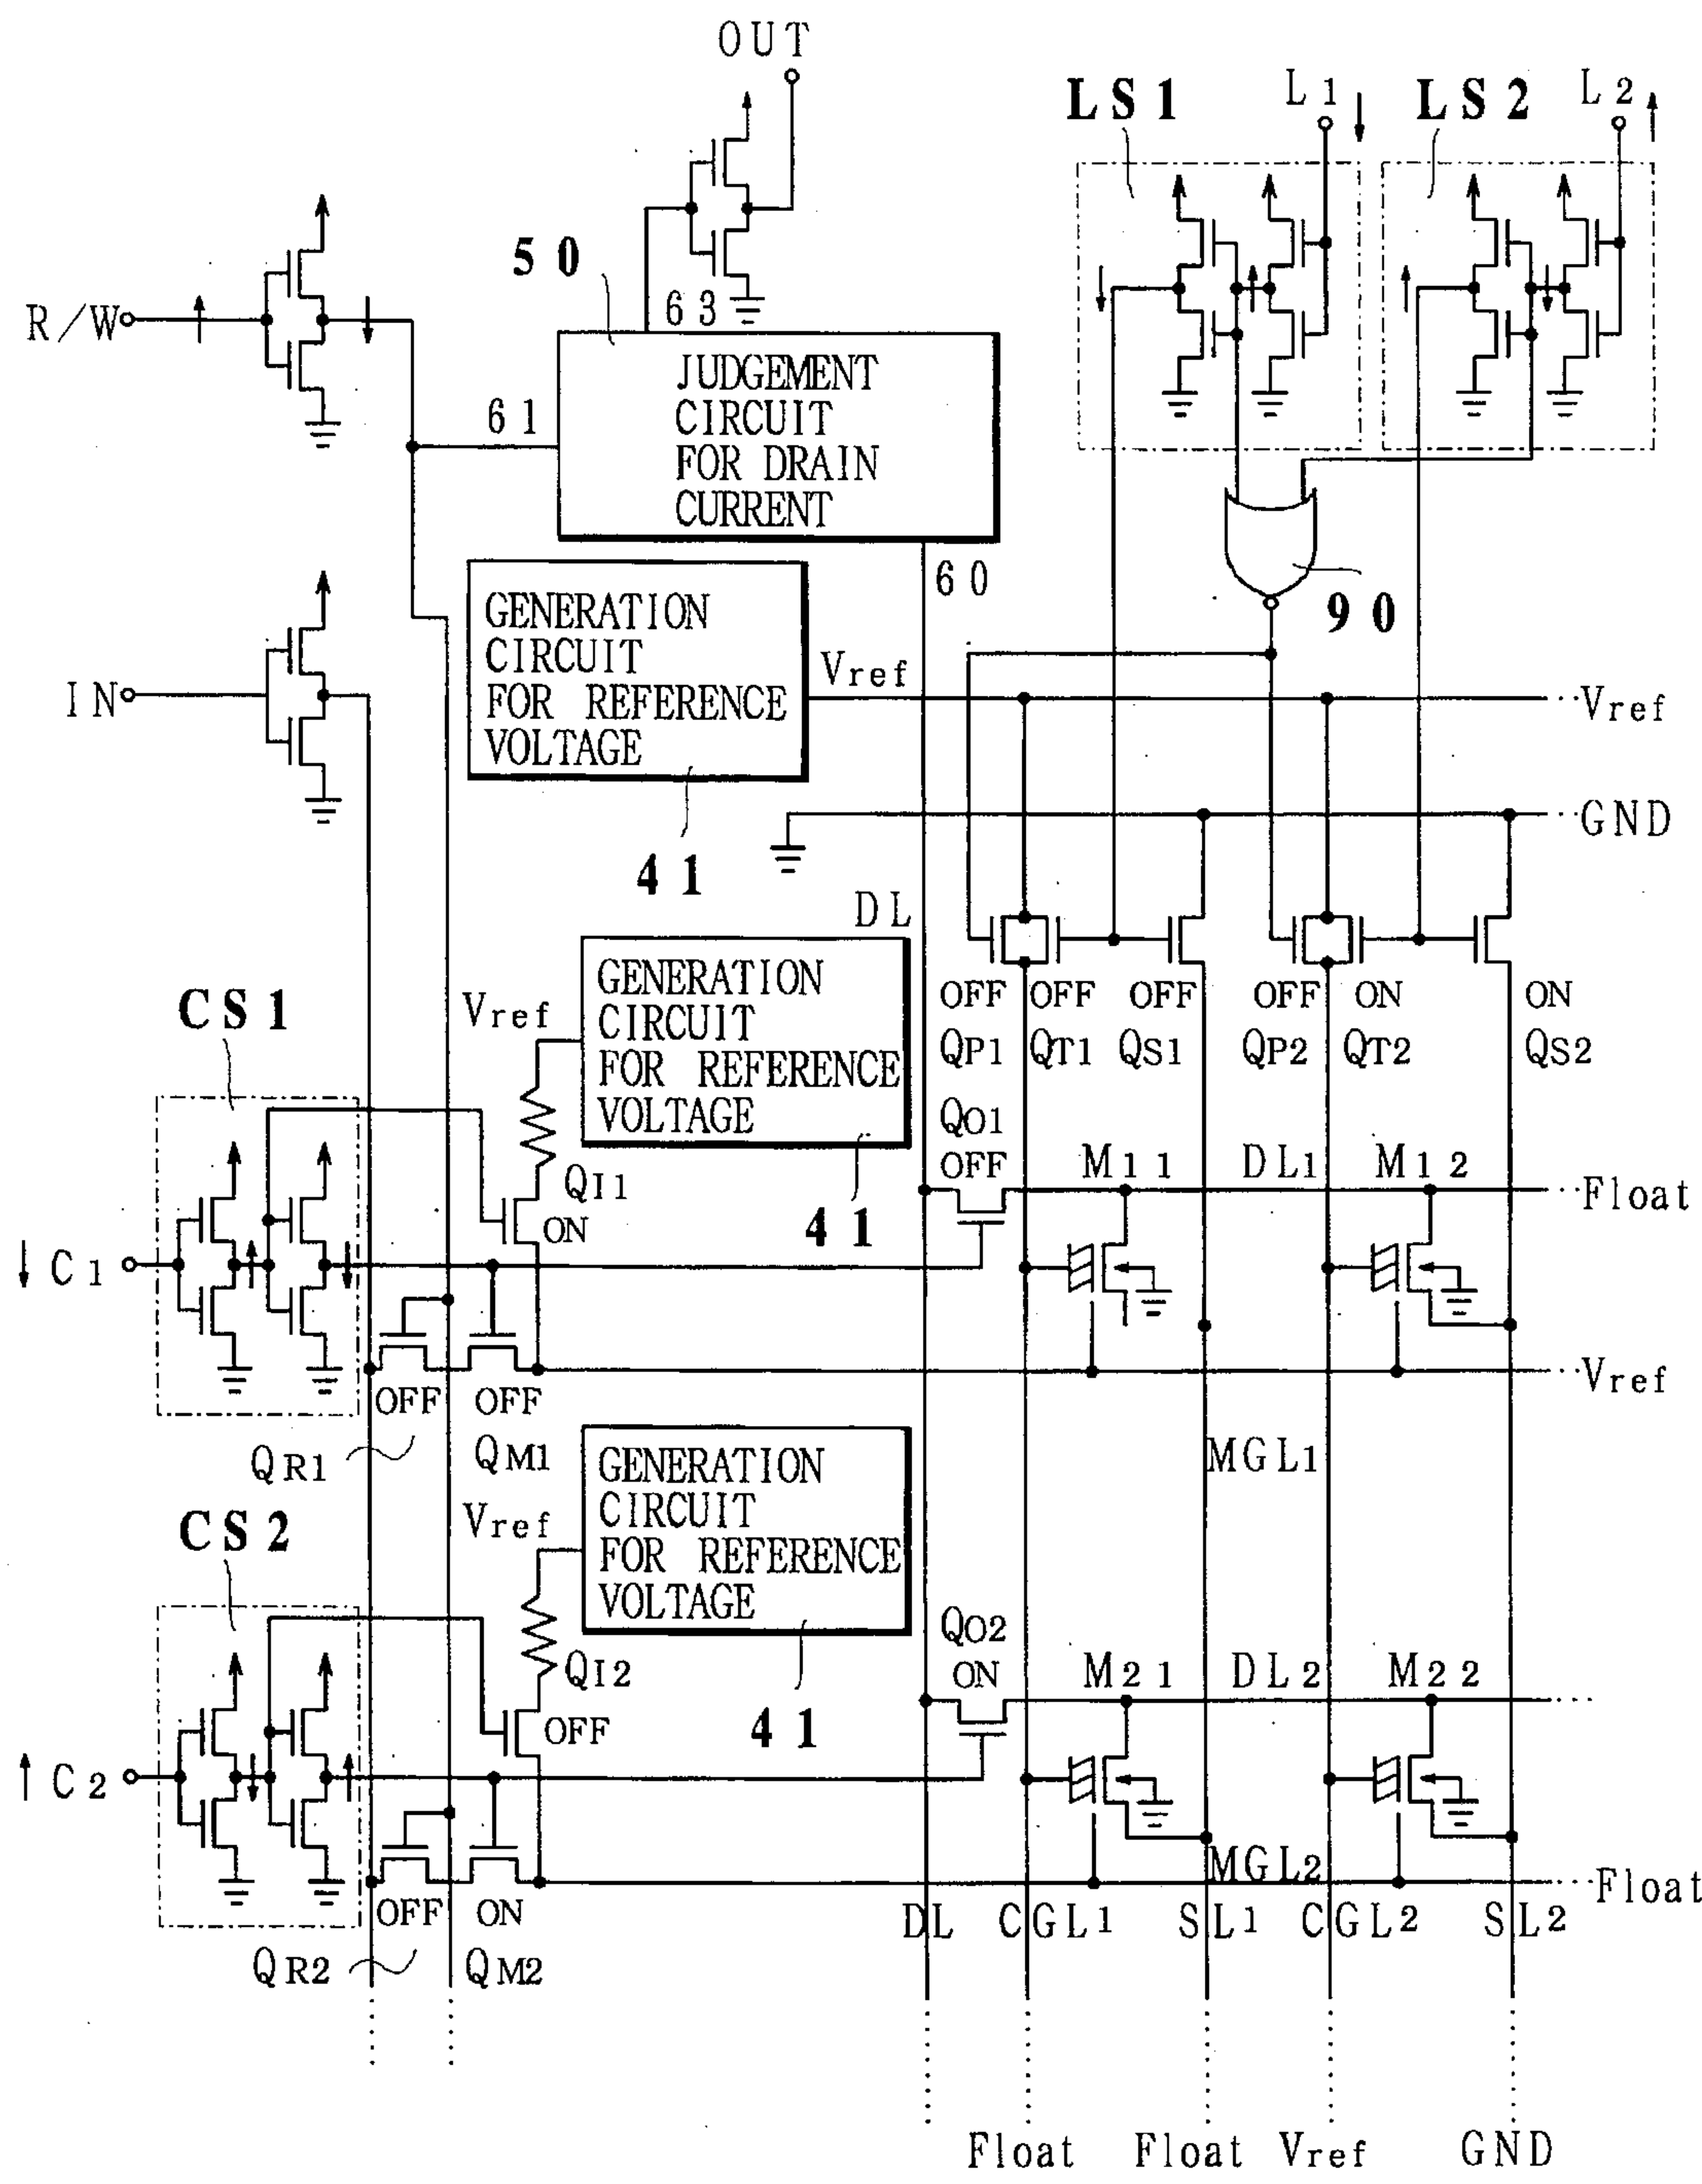 OUT
LS1
L1
LS2
L2
50
63
R/W
61
JUDGEMENT
CIRCUIT
FOR DRAIN
CURRENT
60
90
GENERATION
CIRCUIT
FOR REFERENCE
VOLTAGE
Vref
Vref
IN
41
GND
DL
GENERATION
CIRCUIT
FOR REFERENCE
VOLTAGE
Vref
CS1
OFF OFF OFF OFF ON ON
QP1 QT1 QS1 QP2 QT2 QS2
QO1
OFF
M11 DL1 M12
Float
QI1
ON
41
C1
Vref
OFF OFF
QR1 QM1
MGL1
GENERATION
CIRCUIT
FOR REFERENCE
VOLTAGE
Vref
CS2
QO2
ON
M21 DL2 M22
QI2
OFF
41
C2
MGL2
Float
OFF ON
DL CGL1 SL1 CGL2 SL2
QR2 QM2
Float Float Vref GND